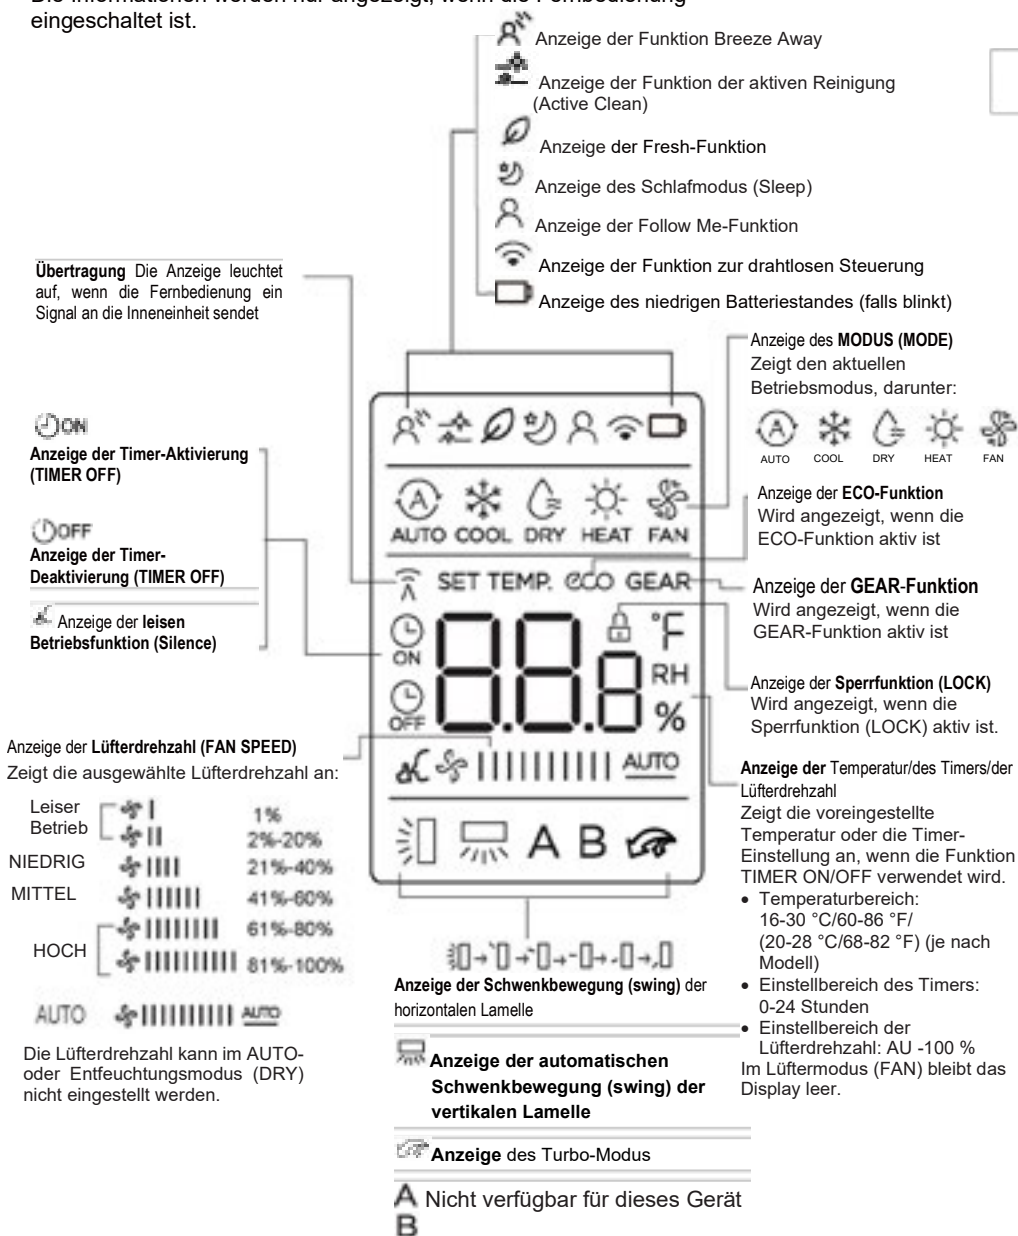 eingeschaltet ist.
Anzeige der Funktion Breeze Away
Anzeige der Funktion der aktiven Reinigung
(Active Clean)
Anzeige der Fresh-Funktion
Anzeige des Schlafmodus (Sleep)
Anzeige der Follow Me-Funktion
Anzeige der Funktion zur drahtlosen Steuerung
Anzeige des niedrigen Batteriestandes (falls blinkt)
Übertragung Die Anzeige leuchtet
auf, wenn die Fernbedienung ein
Signal an die Inneneinheit sendet
ON
Anzeige der Timer-Aktivierung
(TIMER OFF)
OFF
Anzeige der Timer-
Deaktivierung (TIMER OFF)
Anzeige der leisen
Betriebsfunktion (Silence)
AUTO COOL DRY HEAT FAN
SET TEMP. eco GEAR
ON
OFF
88.8
°F
RH
%
AUTO
A B
Anzeige des MODUS (MODE)
Zeigt den aktuellen
Betriebsmodus, darunter:
A
AUTO COOL DRY HEAT FAN
Anzeige der ECO-Funktion
Wird angezeigt, wenn die
ECO-Funktion aktiv ist
Anzeige der GEAR-Funktion
Wird angezeigt, wenn die
GEAR-Funktion aktiv ist
Anzeige der Sperrfunktion (LOCK)
Wird angezeigt, wenn die
Sperrfunktion (LOCK) aktiv ist.
Anzeige der Temperatur/des Timers/der
Lüfterdrehzahl
Zeigt die voreingestellte
Temperatur oder die Timer-
Einstellung an, wenn die Funktion
TIMER ON/OFF verwendet wird.
• Temperaturbereich:
16-30 °C/60-86 °F/
(20-28 °C/68-82 °F) (je nach
Modell)
• Einstellbereich des Timers:
0-24 Stunden
• Einstellbereich der
Lüfterdrehzahl: AU -100 %
Im Lüftermodus (FAN) bleibt das
Display leer.
Anzeige der Lüfterdrehzahl (FAN SPEED)
Zeigt die ausgewählte Lüfterdrehzahl an:
Leiser
Betrieb
1%
2%-20%
NIEDRIG 21%-40%
MITTEL 41%-60%
HOCH
61%-80%
81%-100%
AUTO AUTO
Die Lüfterdrehzahl kann im AUTO-
oder Entfeuchtungsmodus (DRY)
nicht eingestellt werden.
Anzeige der Schwenkbewegung (swing) der
horizontalen Lamelle
Anzeige der automatischen
Schwenkbewegung (swing) der
vertikalen Lamelle
Anzeige des Turbo-Modus
A Nicht verfügbar für dieses Gerät
B